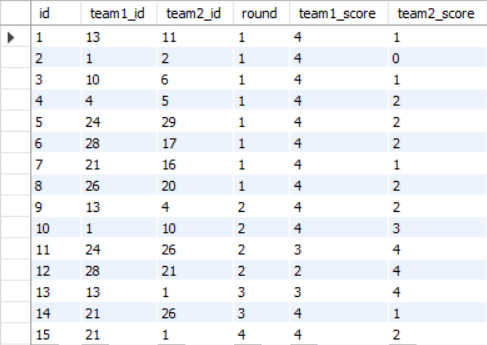 id team1_id team2_id round team1_score team2_score
1 13 11 1 4 1
2 1 2 1 4 0
3 10 6 1 4 1
4 4 5 1 4 2
5 24 29 1 4 2
6 28 17 1 4 2
7 21 16 1 4 1
8 26 20 1 4 2
9 13 4 2 4 2
10 1 10 2 4 3
11 24 26 2 3 4
12 28 21 2 2 4
13 13 1 3 3 4
14 21 26 3 4 1
15 21 1 4 4 2